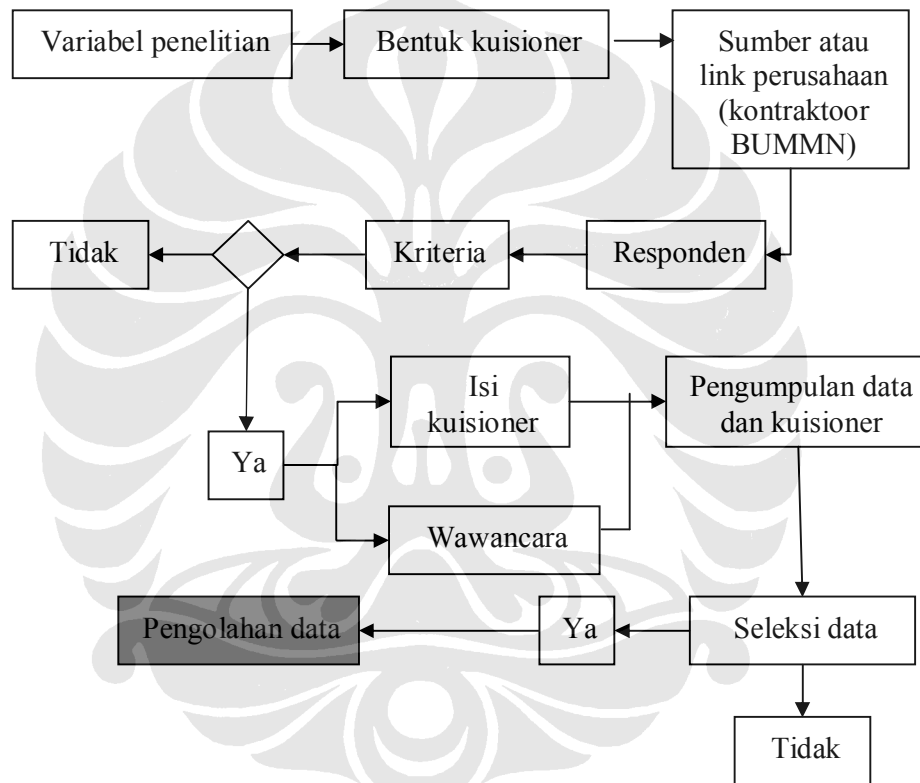 Variabel penelitian
Bentuk kuisioner
Sumber atau
link perusahaan
(kontraktoor
BUMMN)
Tidak
Kriteria
Responden
Isi
kuisioner
Pengumpulan data
dan kuisioner
Ya
Wawancara
Pengolahan data
Ya
Seleksi data
Tidak